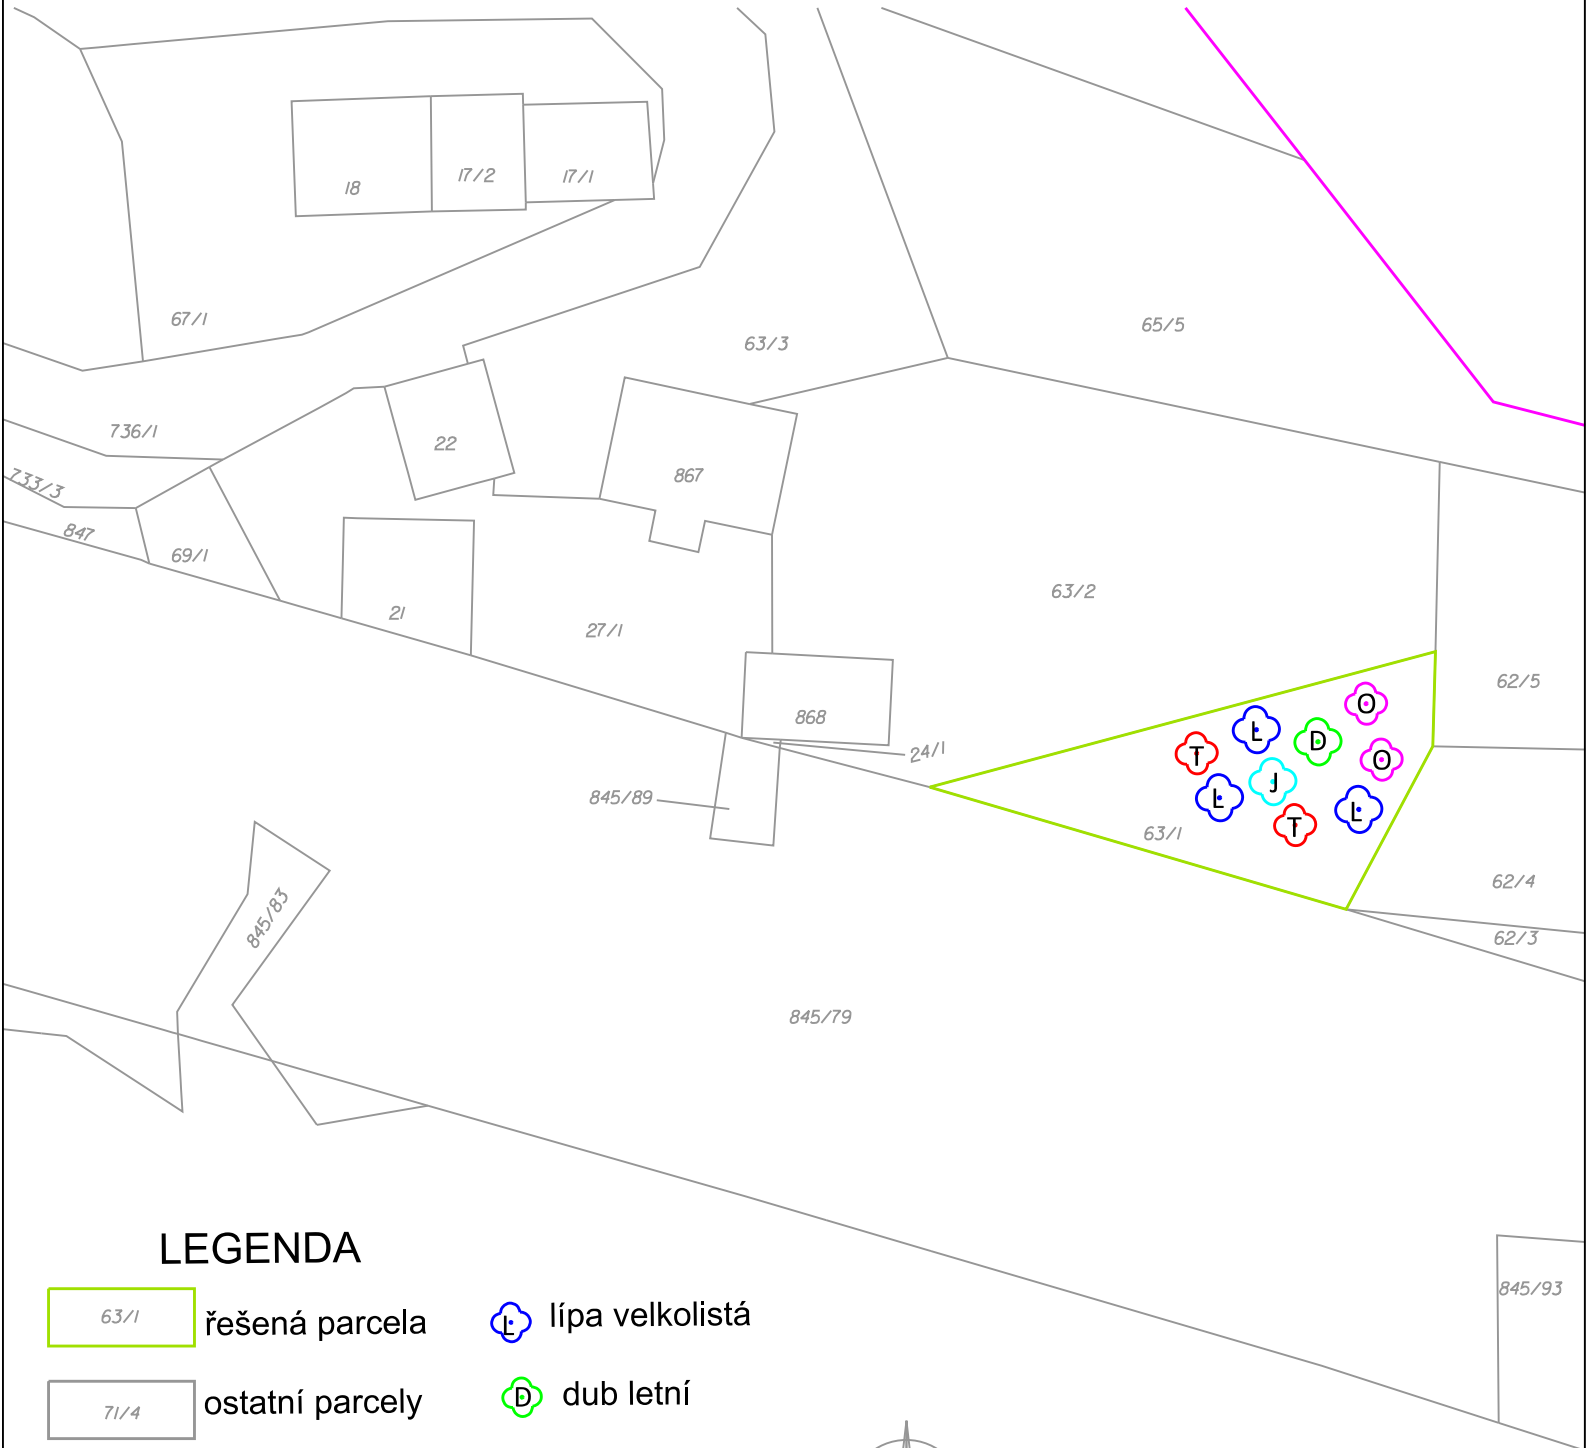 18
17/2
17/1
67/1
63/3
65/5
736/1
22
733/3
867
847
69/1
21
27/1
63/2
62/5
868
24/1
845/89
O
L
D
T
O
J
L
L
T
63/1
62/4
62/3
845/83
845/79
LEGENDA
63/1
řešená parcela
L
lípa velkolistá
71/4
ostatní parcely
D
dub letní
845/93